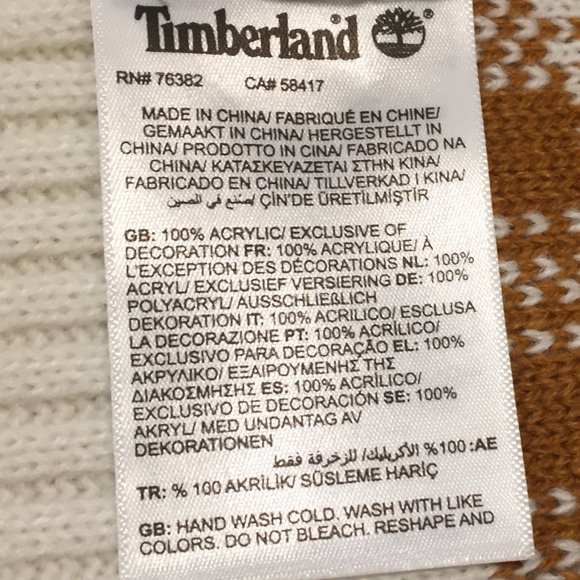 Timberland ®
RN# 76382 CA# 58417
MADE IN CHINA/ FABRIQUÉ EN CHINE/
GEMAAKT IN CHINA/ HERGESTELLT IN
CHINA/ PRODOTTO IN CINA/ FABRICADO NA
CHINA/ ΚΑΤΑΣΚΕΥΑΖΕΤΑΙ ΣΤΗΝ ΚΙΝΑ/
FABRICADO EN CHINA/ TILLVERKAD I KINA/
صنع في الصين/ ÇİN'DE ÜRETİLMİŞTİR
GB: 100% ACRYLIC/ EXCLUSIVE OF
DECORATION FR: 100% ACRYLIQUE/ À
L'EXCEPTION DES DÉCORATIONS NL: 100%
ACRYL/ EXCLUSIEF VERSIERING DE: 100%
POLYACRYL/ AUSSCHLIEßLICH
DEKORATION IT: 100% ACRILICO/ ESCLUSA
LA DECORAZIONE PT: 100% ACRÍLICO/
EXCLUSIVO PARA DECORAÇÃO EL: 100%
ΑΚΡΥΛΙΚΟ/ ΕΞΑΙΡΟΥΜΕΝΗΣ ΤΗΣ
ΔΙΑΚΟΣΜΗΣΗΣ ES: 100% ACRÍLICO/
EXCLUSIVO DE DECORACIÓN SE: 100%
AKRYL/ MED UNDANTAG AV
DEKORATIONEN
AE: 100% الأكريليك/ للزخرفة فقط
TR: % 100 AKRİLİK/ SÜSLEME HARİÇ
GB: HAND WASH COLD. WASH WITH LIKE
COLORS. DO NOT BLEACH. RESHAPE AND